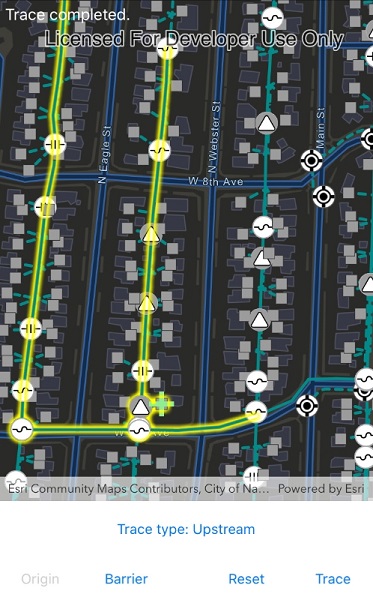 Trace completed.
Licensed For Developer Use Only
N Eagle St
N Webster St
Main St
W 8th Ave
Ave
Esri Community Maps Contributors, City of Na... Powered by Esri
Trace type: Upstream
Origin Barrier Reset Trace